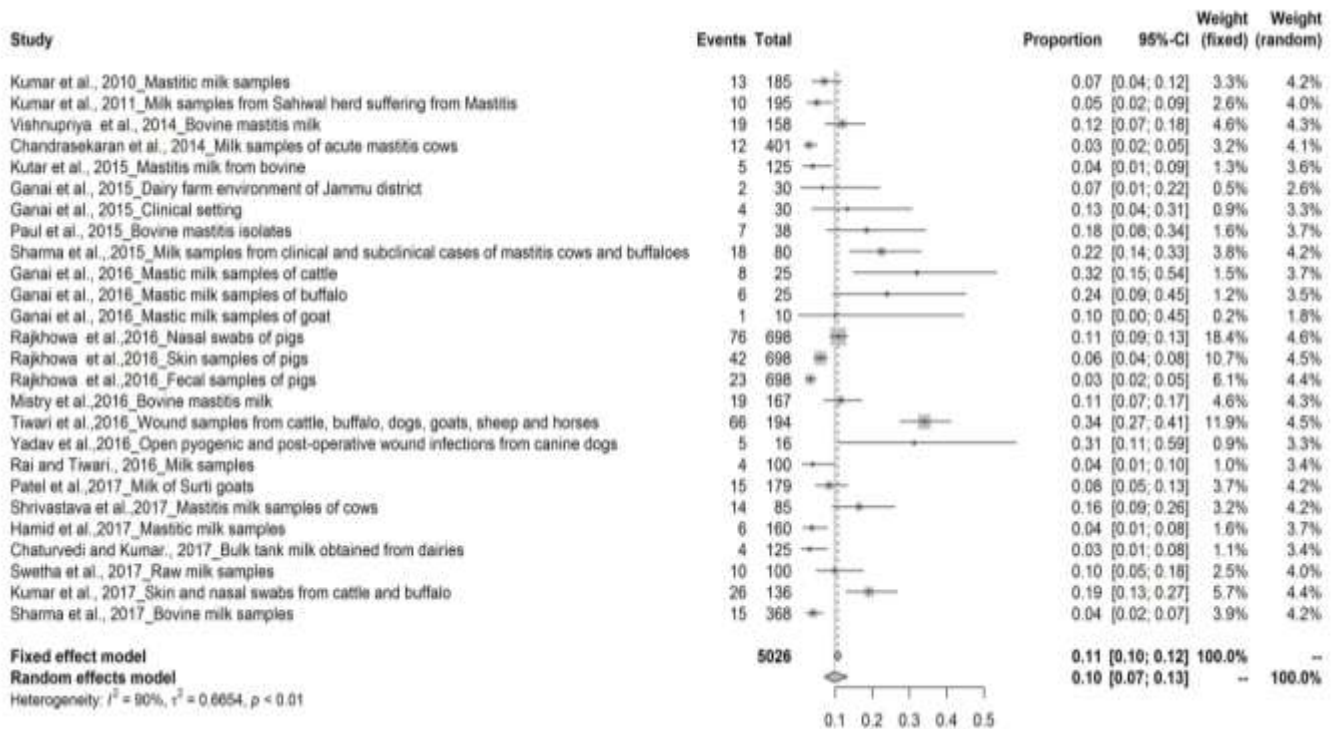 Study Events Total Proportion 95%-CI Weight (fixed) Weight (random)
Kumar et al., 2010_Mastitic milk samples 13 185 0.07 [0.04; 0.12] 3.3% 4.2%
Kumar et al., 2011_Milk samples from Sahiwal herd suffering from Mastitis 10 195 0.05 [0.02; 0.09] 2.6% 4.0%
Vishnupriya et al., 2014_Bovine mastitis milk 19 158 0.12 [0.07; 0.18] 4.6% 4.3%
Chandrasekaran et al., 2014_Milk samples of acute mastitis cows 12 401 0.03 [0.02; 0.05] 3.2% 4.1%
Kutar et al., 2015_Mastitis milk from bovine 5 125 0.04 [0.01; 0.09] 1.3% 3.6%
Ganai et al., 2015_Dairy farm environment of Jammu district 2 30 0.07 [0.01; 0.22] 0.5% 2.6%
Ganai et al., 2015_Clinical setting 4 30 0.13 [0.04; 0.31] 0.9% 3.3%
Paul et al., 2015_Bovine mastitis isolates 7 38 0.18 [0.08; 0.34] 1.6% 3.7%
Sharma et al.,2015_Milk samples from clinical and subclinical cases of mastitis cows and buffaloes 18 80 0.22 [0.14; 0.33] 3.8% 4.2%
Ganai et al., 2016_Mastic milk samples of cattle 8 25 0.32 [0.15; 0.54] 1.5% 3.7%
Ganai et al., 2016_Mastic milk samples of buffalo 6 25 0.24 [0.09; 0.45] 1.2% 3.5%
Ganai et al., 2016_Mastic milk samples of goat 1 10 0.10 [0.00; 0.45] 0.2% 1.8%
Rajkhowa et al.,2016_Nasal swabs of pigs 76 698 0.11 [0.09; 0.13] 18.4% 4.6%
Rajkhowa et al.,2016_Skin samples of pigs 42 698 0.06 [0.04; 0.08] 10.7% 4.5%
Rajkhowa et al.,2016_Fecal samples of pigs 23 698 0.03 [0.02; 0.05] 6.1% 4.4%
Mistry et al.,2016_Bovine mastitis milk 19 167 0.11 [0.07; 0.17] 4.6% 4.3%
Tiwari et al.,2016_Wound samples from cattle, buffalo, dogs, goats, sheep and horses 66 194 0.34 [0.27; 0.41] 11.9% 4.5%
Yadav et al.,2016_Open pyogenic and post-operative wound infections from canine dogs 5 16 0.31 [0.11; 0.59] 0.9% 3.3%
Rai and Tiwari., 2016_Milk samples 4 100 0.04 [0.01; 0.10] 1.0% 3.4%
Patel et al.,2017_Milk of Surti goats 15 179 0.08 [0.05; 0.13] 3.7% 4.2%
Shrivastava et al.,2017_Mastitis milk samples of cows 14 85 0.16 [0.09; 0.26] 3.2% 4.2%
Hamid et al.,2017_Mastitic milk samples 6 160 0.04 [0.01; 0.08] 1.6% 3.7%
Chaturvedi and Kumar., 2017_Bulk tank milk obtained from dairies 4 125 0.03 [0.01; 0.08] 1.1% 3.4%
Swetha et al., 2017_Raw milk samples 10 100 0.10 [0.05; 0.18] 2.5% 4.0%
Kumar et al., 2017_Skin and nasal swabs from cattle and buffalo 26 136 0.19 [0.13; 0.27] 5.7% 4.4%
Sharma et al., 2017_Bovine milk samples 15 368 0.04 [0.02; 0.07] 3.9% 4.2%
Fixed effect model 5026 0.11 [0.10; 0.12] 100.0% --
Random effects model 0.10 [0.07; 0.13] -- 100.0%
Heterogeneity: I² = 90%, τ² = 0.6654, p < 0.01
0.1 0.2 0.3 0.4 0.5